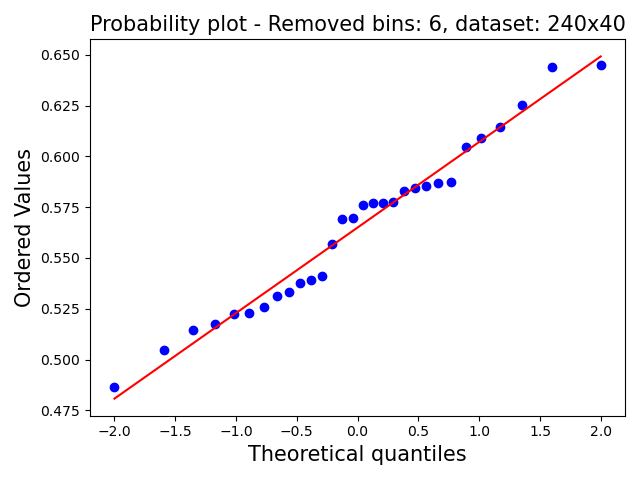 Probability plot - Removed bins: 6, dataset: 240x40
0.650
0.625
0.600
0.575
0.550
0.525
0.500
0.475
Ordered Values
−2.0 −1.5 −1.0 −0.5 0.0 0.5 1.0 1.5 2.0
Theoretical quantiles